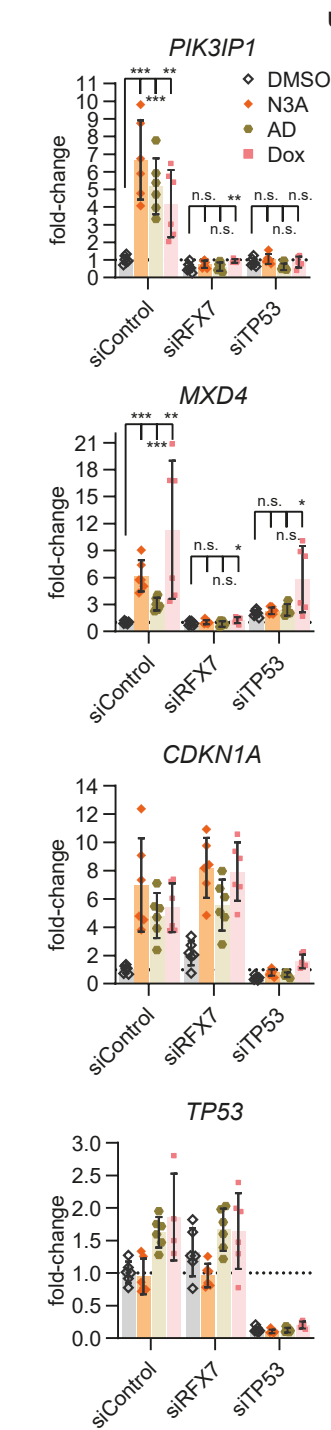 PIK3IP1
DMSO
N3A
AD
Dox
fold-change
11
10
9
8
7
6
5
4
3
2
1
0
*** **
***
n.s. **
n.s.
n.s. n.s.
n.s.
siControl
siRFX7
siTP53
MXD4
fold-change
21
18
15
12
9
6
3
0
*** **
***
n.s. *
n.s.
n.s. *
n.s.
siControl
siRFX7
siTP53
CDKN1A
fold-change
14
12
10
8
6
4
2
0
siControl
siRFX7
siTP53
TP53
fold-change
3.0
2.5
2.0
1.5
1.0
0.5
0.0
siControl
siRFX7
siTP53